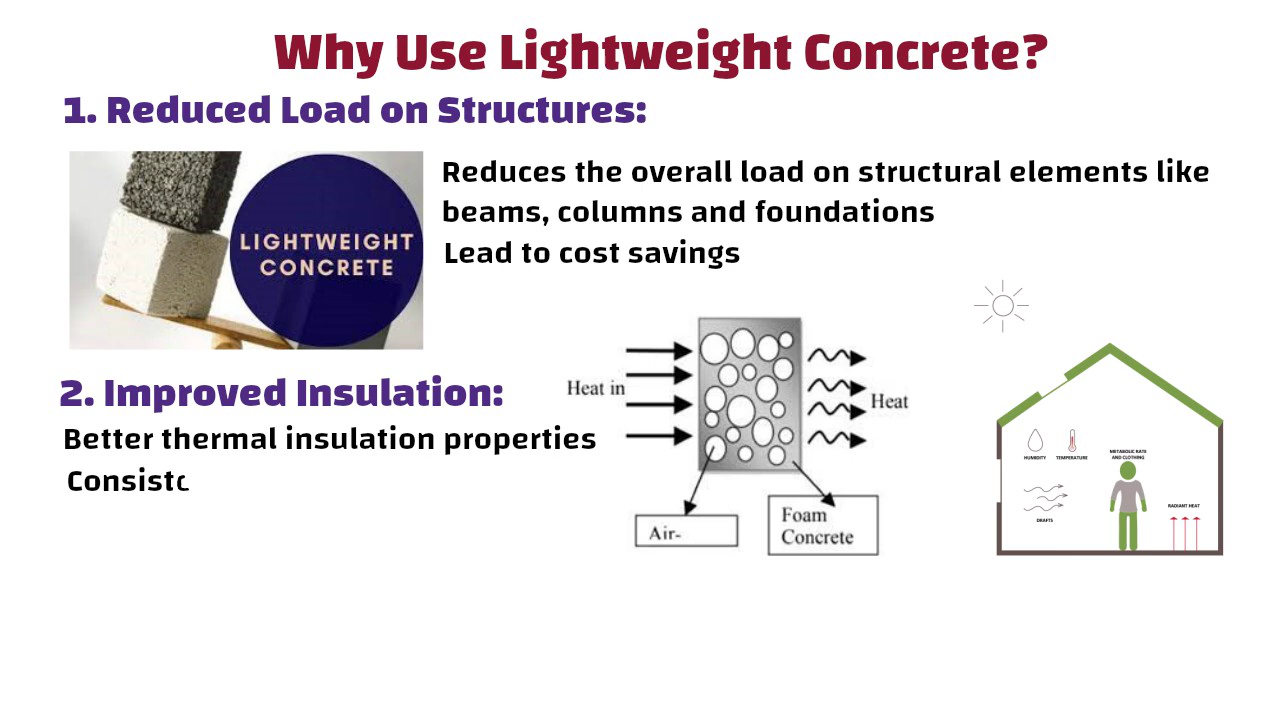 Why Use Lightweight Concrete?
1. Reduced Load on Structures:
LIGHTWEIGHT
CONCRETE
Reduces the overall load on structural elements like
beams, columns and foundations
Lead to cost savings
2. Improved Insulation:
Better thermal insulation properties
Heat in
Heat
Air-
Foam
Concrete
HUMIDITY
TEMPERATURE
METABOLIC RATE
AND CLOTHING
DRAFTS
RADIANT HEAT